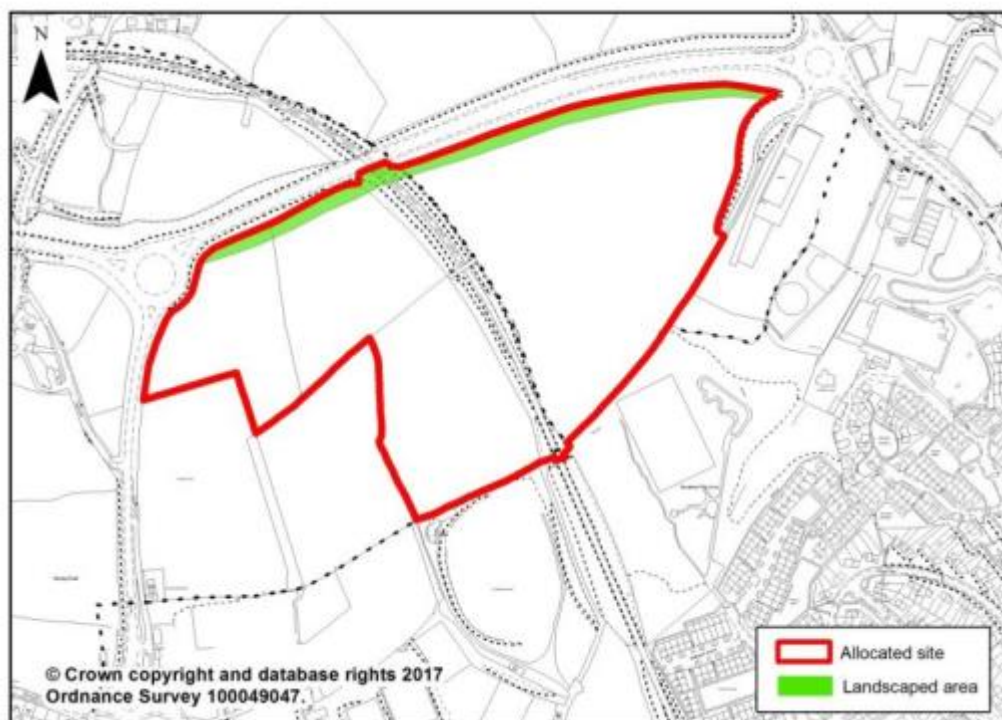 N
© Crown copyright and database rights 2017
Ordnance Survey 100049047.
Allocated site
Landscaped area